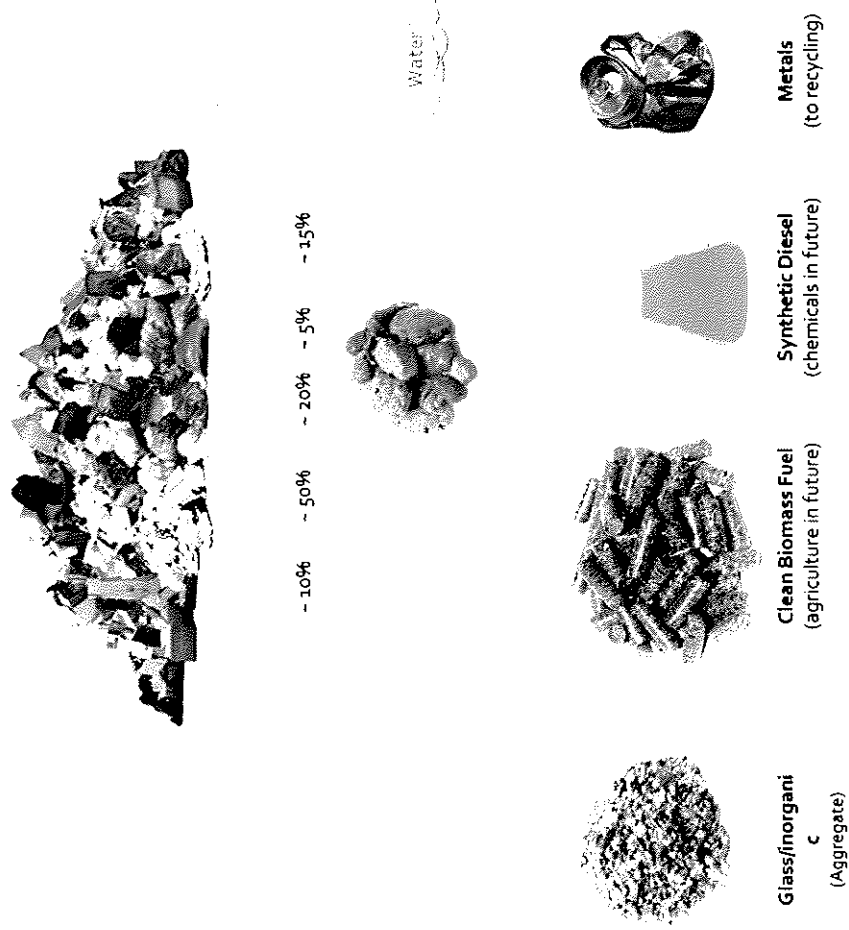 ~ 10% ~ 50% ~ 20% ~ 5% ~ 15%
Water
Glass/inorgani
c
(Aggregate)
Clean Biomass Fuel
(agriculture in future)
Synthetic Diesel
(chemicals in future)
Metals
(to recycling)